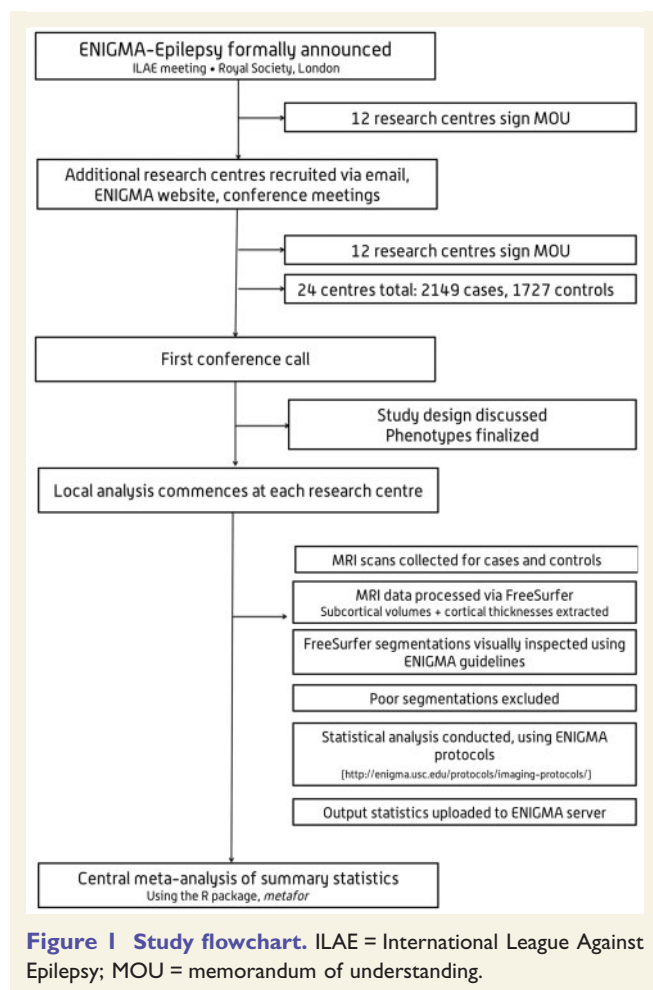 ENIGMA-Epilepsy formally announced
ILAE meeting • Royal Society, London
12 research centres sign MOU
Additional research centres recruited via email,
ENIGMA website, conference meetings
12 research centres sign MOU
24 centres total: 2149 cases, 1727 controls
First conference call
Study design discussed
Phenotypes finalized
Local analysis commences at each research centre
MRI scans collected for cases and controls
MRI data processed via FreeSurfer
Subcortical volumes + cortical thicknesses extracted
FreeSurfer segmentations visually inspected using
ENIGMA guidelines
Poor segmentations excluded
Statistical analysis conducted, using ENIGMA
protocols
[http://enigma.usc.edu/protocols/imaging-protocols/]
Output statistics uploaded to ENIGMA server
Central meta-analysis of summary statistics
Using the R package, metafor
Figure 1 Study flowchart. ILAE = International League Against
Epilepsy; MOU = memorandum of understanding.